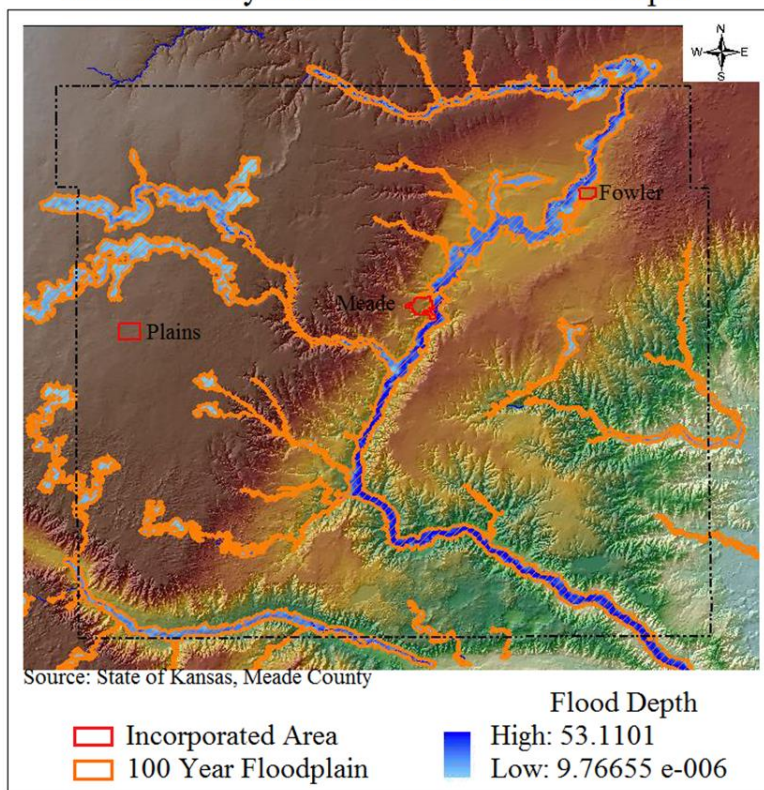 N
W E
S
Fowler
Meade
Plains
Source: State of Kansas, Meade County
Flood Depth
Incorporated Area
High: 53.1101
100 Year Floodplain
Low: 9.76655 e-006